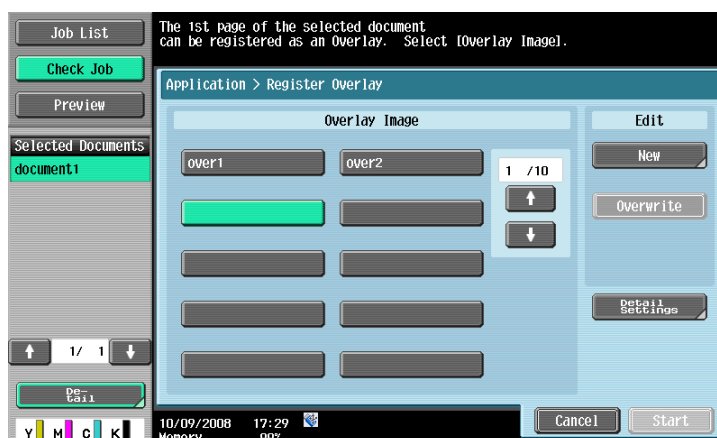 Job List
The 1st page of the selected document
can be registered as an Overlay. Select [Overlay Image].
Check Job
Preview
Application > Register Overlay
Overlay Image
Edit
Selected Documents
document1
over1
over2
1 /10
New
Overwrite
Detail
Settings
1/ 1
De-
tail
Y M C K
10/09/2008 17:29
Memory 00%
Cancel
Start